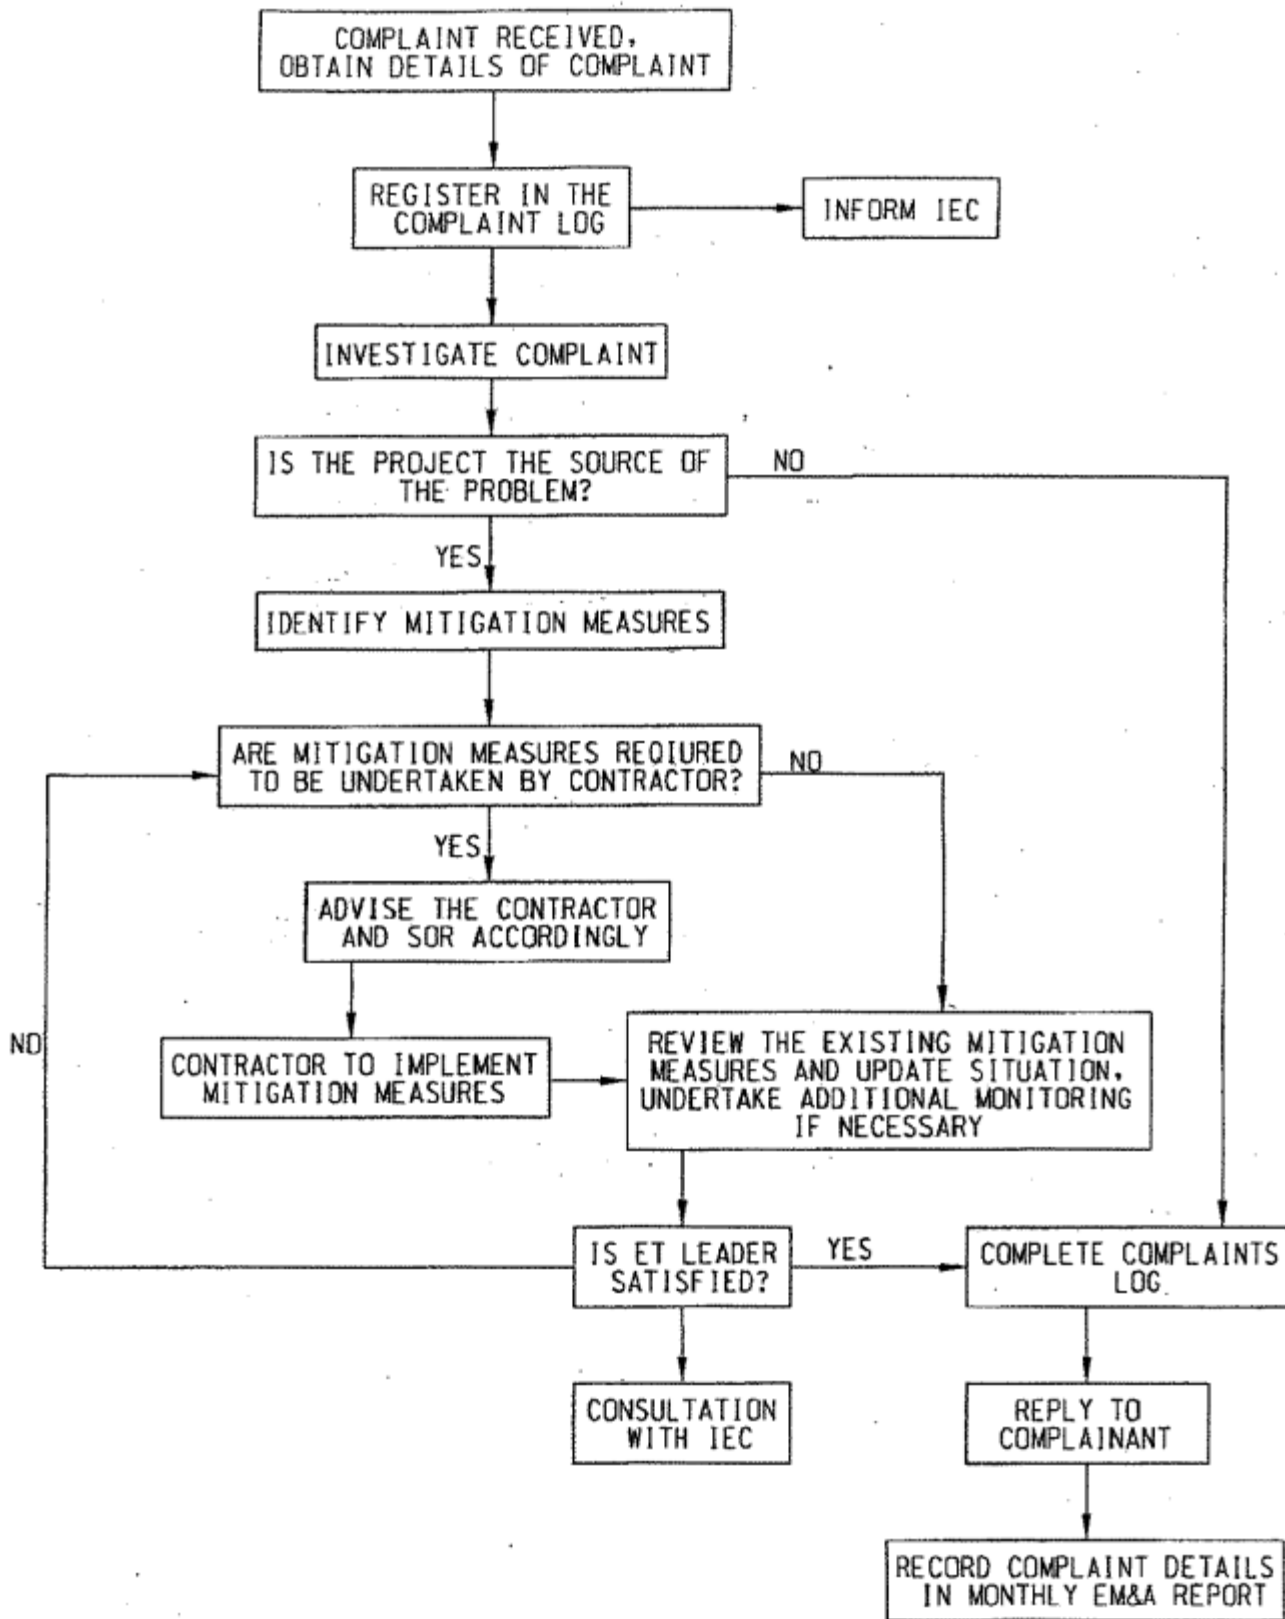 COMPLAINT RECEIVED,
OBTAIN DETAILS OF COMPLAINT
REGISTER IN THE
COMPLAINT LOG
INFORM IEC
INVESTIGATE COMPLAINT
IS THE PROJECT THE SOURCE OF
THE PROBLEM?
NO
YES
IDENTIFY MITIGATION MEASURES
ARE MITIGATION MEASURES REQIURED
TO BE UNDERTAKEN BY CONTRACTOR?
NO
YES
ADVISE THE CONTRACTOR
AND SOR ACCORDINGLY
NO
CONTRACTOR TO IMPLEMENT
MITIGATION MEASURES
REVIEW THE EXISTING MITIGATION
MEASURES AND UPDATE SITUATION.
UNDERTAKE ADDITIONAL MONITORING
IF NECESSARY
IS ET LEADER
SATISFIED?
YES
COMPLETE COMPLAINTS
LOG
CONSULTATION
WITH IEC
REPLY TO
COMPLAINANT
RECORD COMPLAINT DETAILS
IN MONTHLY EM&A REPORT